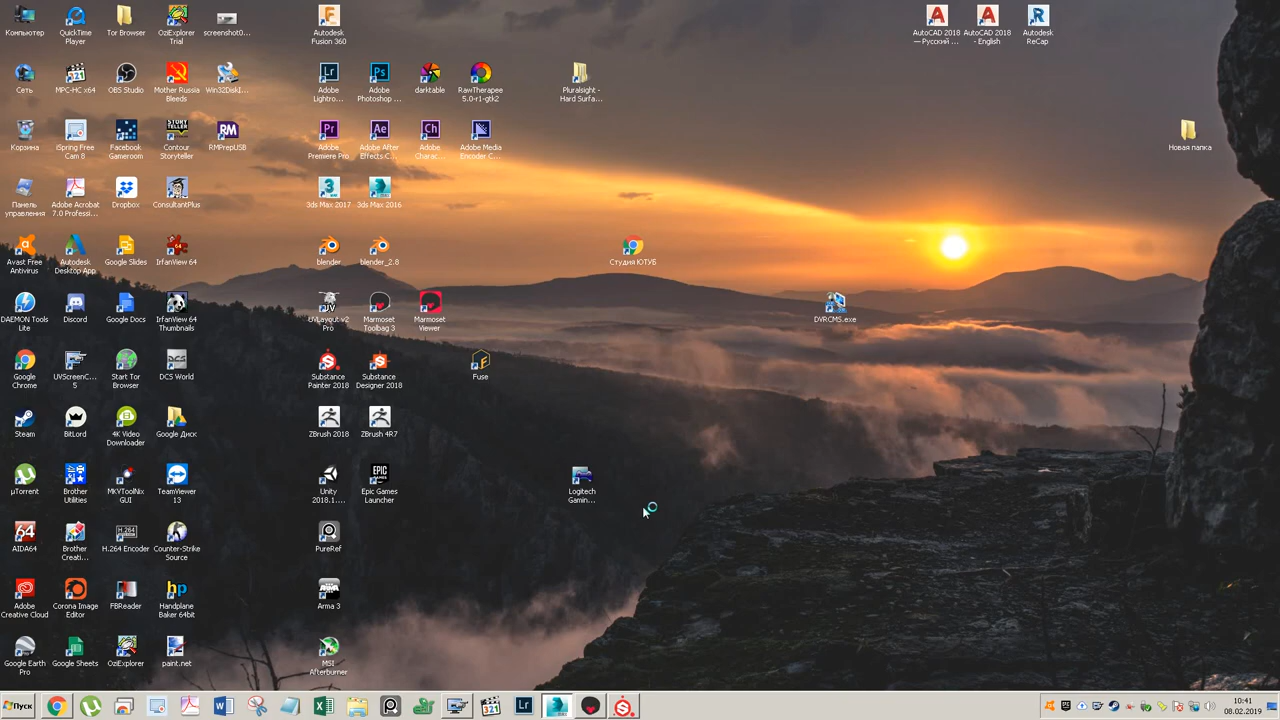 Компьютер
QuickTime
Player
Tor Browser
OziExplorer
Trial
screenshot0...
Autodesk
Fusion 360
AutoCAD 2018
— Русский ...
AutoCAD 2018
- English
Autodesk
ReCap
Сеть
MPC-HC x64
OBS Studio
Mother Russia
Bleeds
Win32DiskI...
Adobe
Lightro...
Adobe
Photoshop ...
darktable
RawTherapee
5.0-r1-gtk2
Pluralsight -
Hard Surfa...
Корзина
iSpring Free
Cam 8
Facebook
Gameroom
Contour
Storyteller
RMPrepUSB
Adobe
Premiere Pro
Adobe After
Effects.C...
Adobe
Charac...
Adobe Media
Encoder C...
Новая папка
Панель
управления
Adobe Acrobat
7.0 Professi...
Dropbox
ConsultantPlus
3ds Max 2017
3ds Max 2016
Avast Free
Antivirus
Autodesk
Desktop App
Google Slides
IrfanView 64
blender
blender_2.8
Студия ЮТУБ
DAEMON Tools
Lite
Discord
Google Docs
IrfanView 64
Thumbnails
UVLayout v2
Pro
Marmoset
Toolbag 3
Marmoset
Viewer
DVRCMS.exe
Google
Chrome
UVScreenC...
5
Start Tor
Browser
DCS World
Substance
Painter 2018
Substance
Designer 2018
Fuse
Steam
BitLord
4K Video
Downloader
Google Диск
ZBrush 2018
ZBrush 4R7
µTorrent
Brother
Utilities
MKVToolNix
GUI
TeamViewer
13
Unity
2018.1....
Epic Games
Launcher
Logitech
Gamin...
AIDA64
Brother
Creati...
H.264 Encoder
Counter-Strike
Source
PureRef
Adobe
Creative Cloud
Corona Image
Editor
FBReader
Handplane
Baker 64bit
Arma 3
Google Earth
Pro
Google Sheets
OziExplorer
paint.net
MSI
Afterburner
Пуск
10:41
08.02.2019